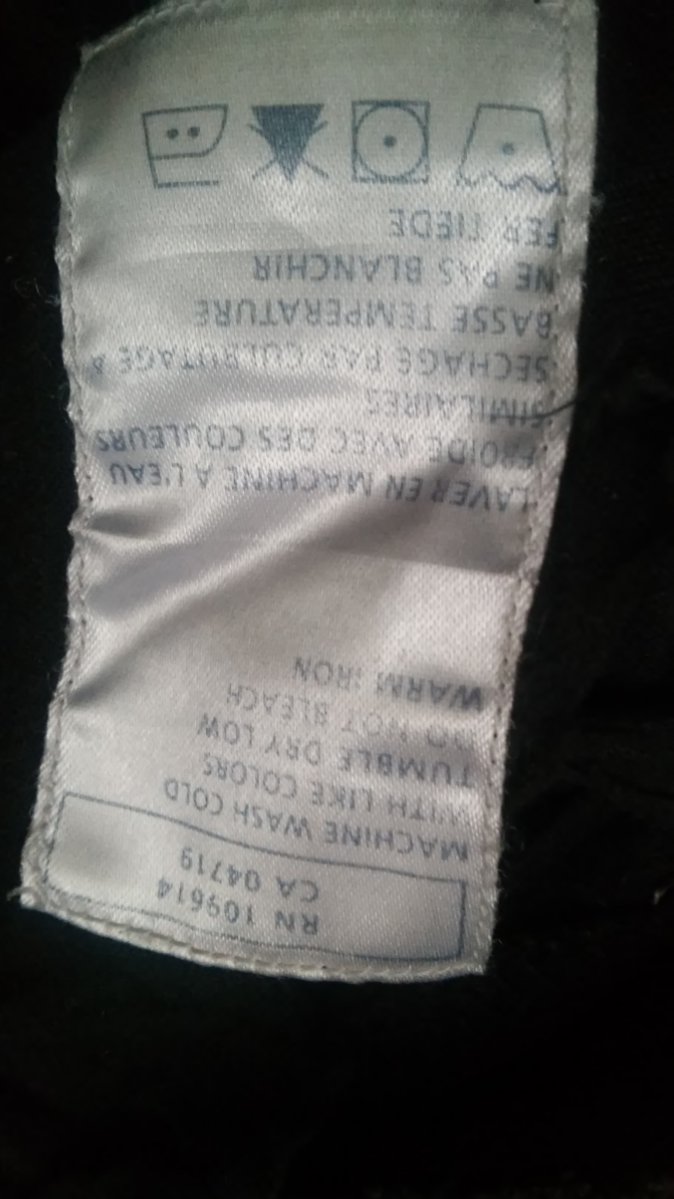 RN 109614
CA 04719
MACHINE WASH COLD
WITH LIKE COLORS
TUMBLE DRY LOW
DO NOT BLEACH
WARM IRON
LAVER EN MACHINE A L'EAU
FROIDE AVEC DES COULEURS
SIMILAIRES
SECHAGE PAR CULBUTAGE A
BASSE TEMPERATURE
NE PAS BLANCHIR
FER TIEDE